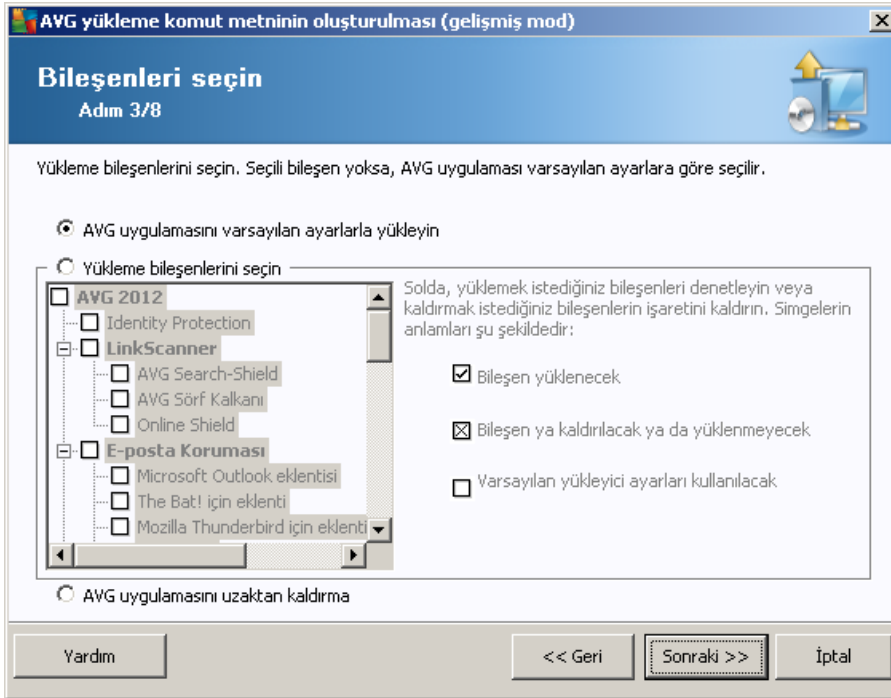 AVG yükleme komut metninin oluşturulması (gelişmiş mod)
Bileşenleri seçin
Adım 3/8
Yükleme bileşenlerini seçin. Seçili bileşen yoksa, AVG uygulaması varsayılan ayarlara göre seçilir.
AVG uygulamasını varsayılan ayarlarla yükleyin
Yükleme bileşenlerini seçin
AVG 2012
Identity Protection
LinkScanner
AVG Search-Shield
AVG Sörf Kalkanı
Online Shield
E-posta Koruması
Microsoft Outlook eklentisi
The Bat! için eklenti
Mozilla Thunderbird için eklenti
Solda, yüklemek istediğiniz bileşenleri denetleyin veya
kaldırmak istediğiniz bileşenlerin işaretini kaldırın. Simgelerin
anlamları şu şekildedir:
Bileşen yüklenecek
Bileşen ya kaldırılacak ya da yüklenmeyecek
Varsayılan yükleyici ayarları kullanılacak
AVG uygulamasını uzaktan kaldırma
Yardım
<< Geri
Sonraki >>
İptal